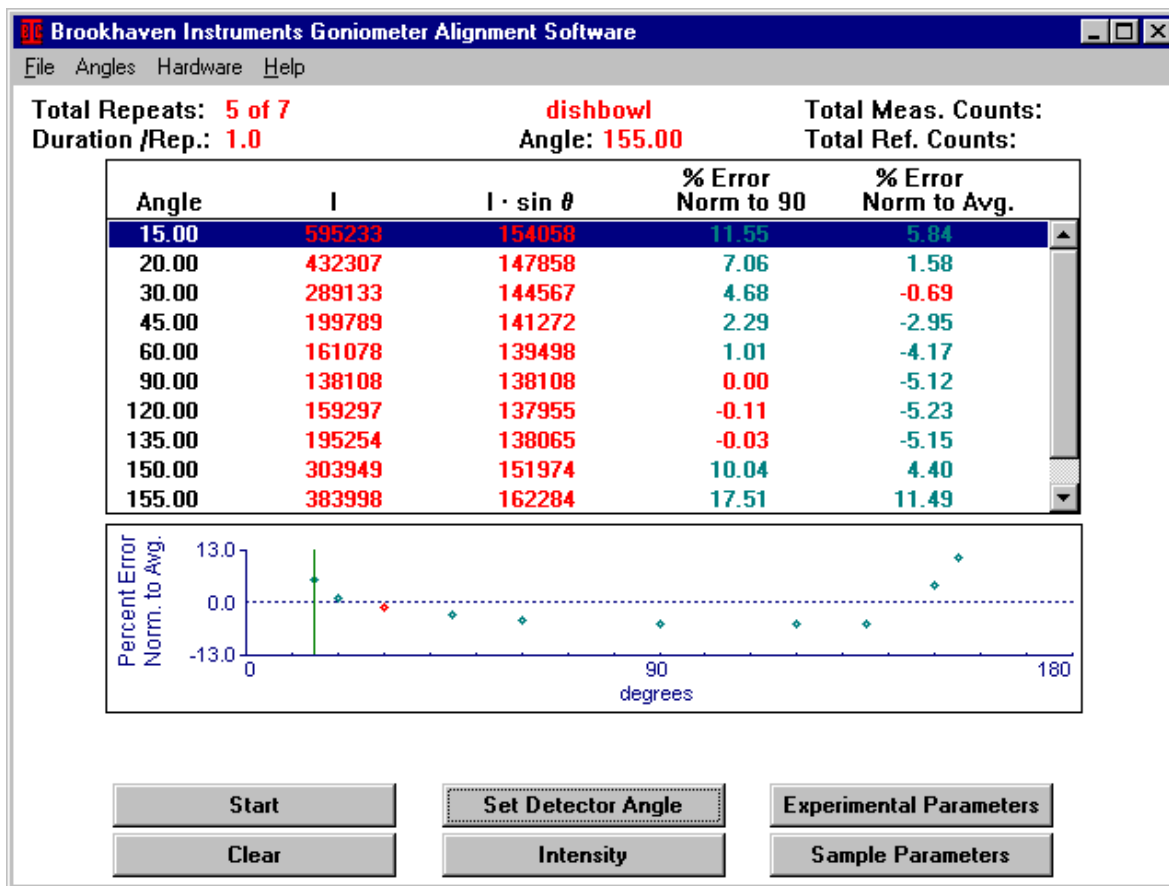 Brookhaven Instruments Goniometer Alignment Software
File Angles Hardware Help
Total Repeats: 5 of 7 dishbowl Total Meas. Counts:
Duration /Rep.: 1.0 Angle: 155.00 Total Ref. Counts:
% Error % Error
Angle I I · sin θ Norm to 90 Norm to Avg.
15.00 595233 154058 11.55 5.84
20.00 432307 147858 7.06 1.58
30.00 289133 144567 4.68 -0.69
45.00 199789 141272 2.29 -2.95
60.00 161078 139498 1.01 -4.17
90.00 138108 138108 0.00 -5.12
120.00 159297 137955 -0.11 -5.23
135.00 195254 138065 -0.03 -5.15
150.00 303949 151974 10.04 4.40
155.00 383998 162284 17.51 11.49
Percent Error
Norm. to Avg.
13.0
0.0
-13.0
0 90 180
degrees
Start Set Detector Angle Experimental Parameters
Clear Intensity Sample Parameters